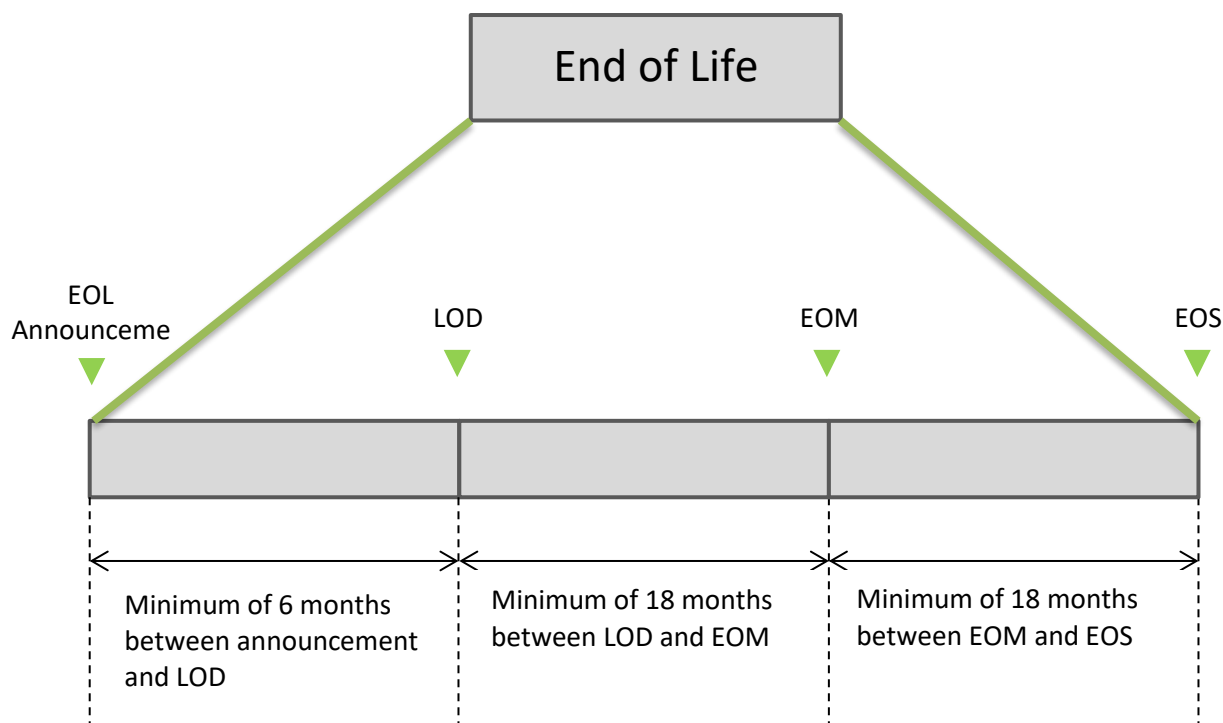 End of Life
EOL
Announceme
LOD
EOM
EOS
Minimum of 6 months
between announcement
and LOD
Minimum of 18 months
between LOD and EOM
Minimum of 18 months
between EOM and EOS